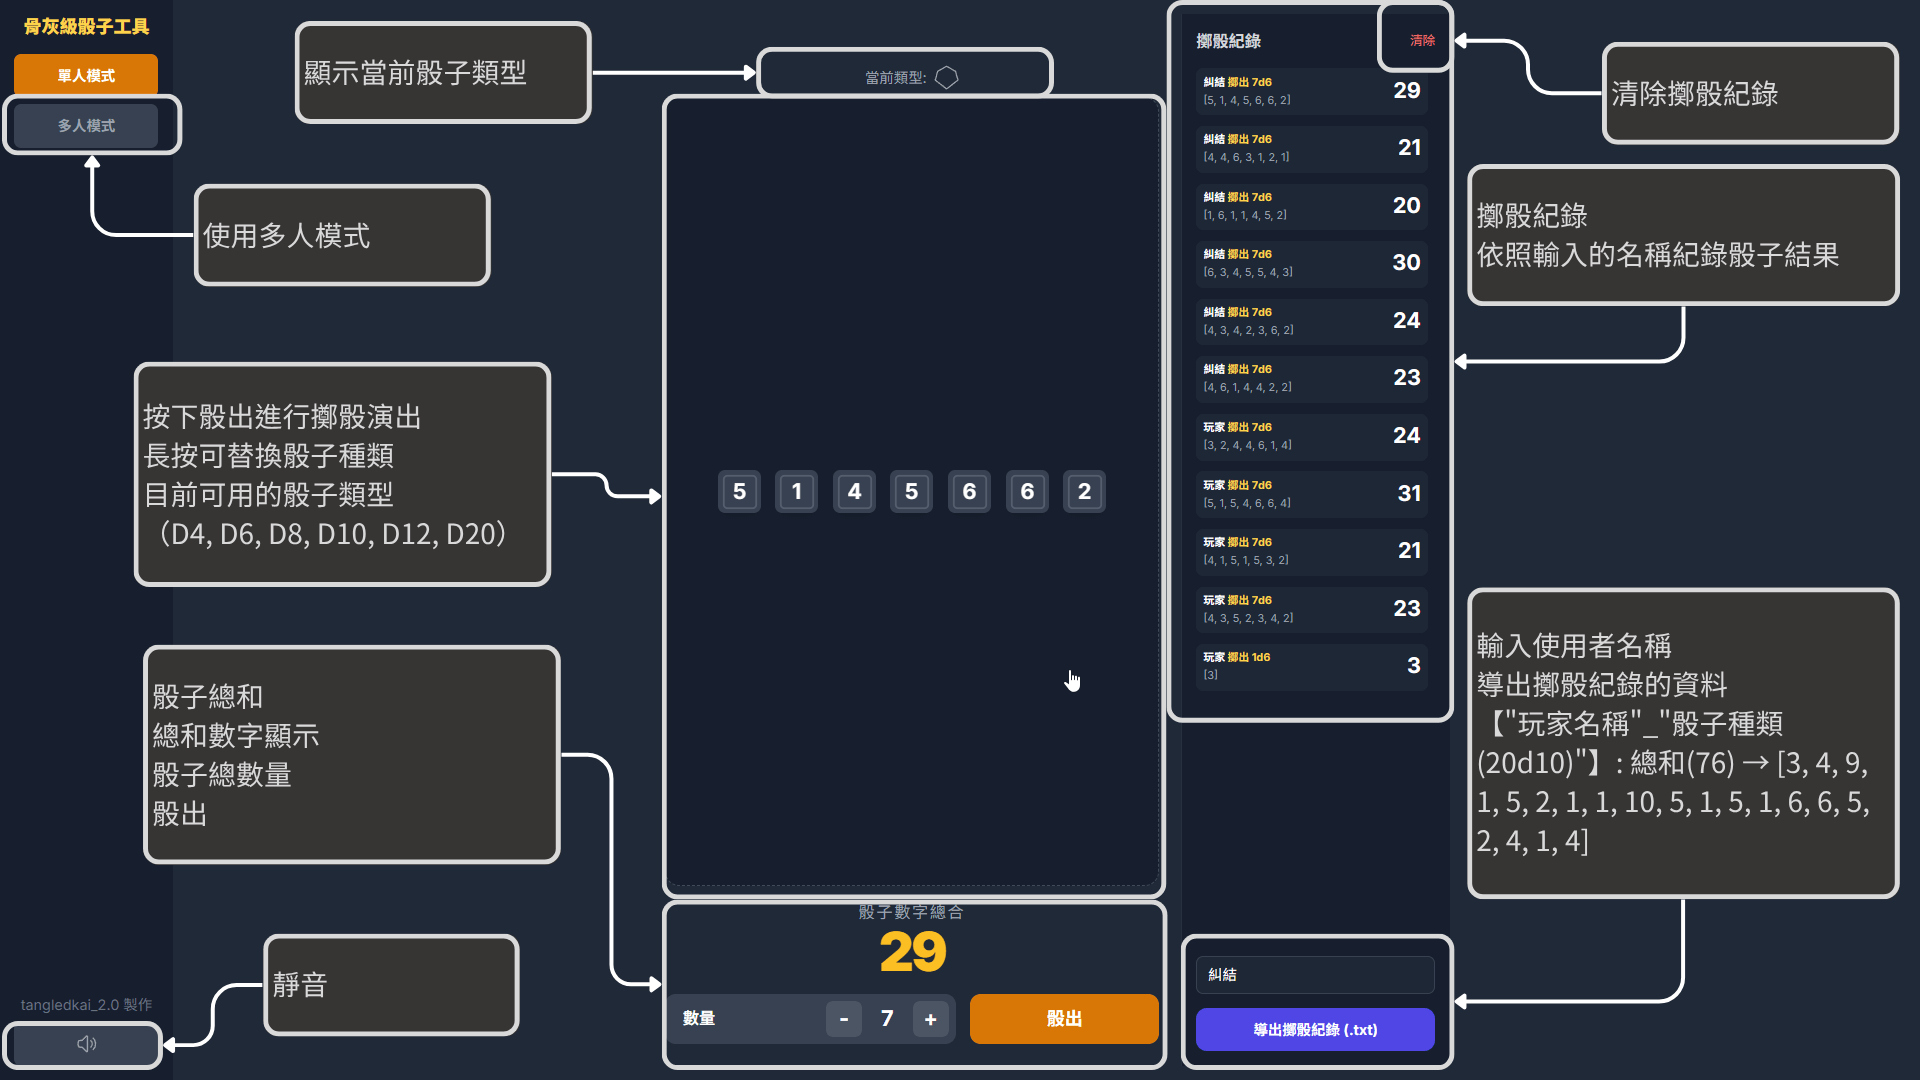 骨灰級骰子工具
單人模式
多人模式
使用多人模式
顯示當前骰子類型
當前類型:
按下骰出進行擲骰演出
長按可替換骰子種類
目前可用的骰子類型
（D4, D6, D8, D10, D12, D20）
5 1 4 5 6 6 2
骰子總和
總和數字顯示
骰子總數量
骰出
骰子數字總合
29
數量 - 7 + 骰出
靜音
tangledkai_2.0 製作
擲骰紀錄 清除
糾結 擲出 7d6
[5, 1, 4, 5, 6, 6, 2]
29
糾結 擲出 7d6
[4, 4, 6, 3, 1, 2, 1]
21
糾結 擲出 7d6
[1, 6, 1, 1, 4, 5, 2]
20
糾結 擲出 7d6
[6, 3, 4, 5, 5, 4, 3]
30
糾結 擲出 7d6
[4, 3, 4, 2, 3, 6, 2]
24
糾結 擲出 7d6
[4, 6, 1, 4, 4, 2, 2]
23
玩家 擲出 7d6
[3, 2, 4, 4, 6, 1, 4]
24
玩家 擲出 7d6
[5, 1, 5, 4, 6, 6, 4]
31
玩家 擲出 7d6
[4, 1, 5, 1, 5, 3, 2]
21
玩家 擲出 7d6
[4, 3, 5, 2, 3, 4, 2]
23
玩家 擲出 1d6
[3]
3
糾結
導出擲骰紀錄 (.txt)
清除擲骰紀錄
擲骰紀錄
依照輸入的名稱紀錄骰子結果
輸入使用者名稱
導出擲骰紀錄的資料
【"玩家名稱"_"骰子種類
(20d10)"】: 總和(76) → [3, 4, 9,
1, 5, 2, 1, 1, 10, 5, 1, 5, 1, 6, 6, 5,
2, 4, 1, 4]